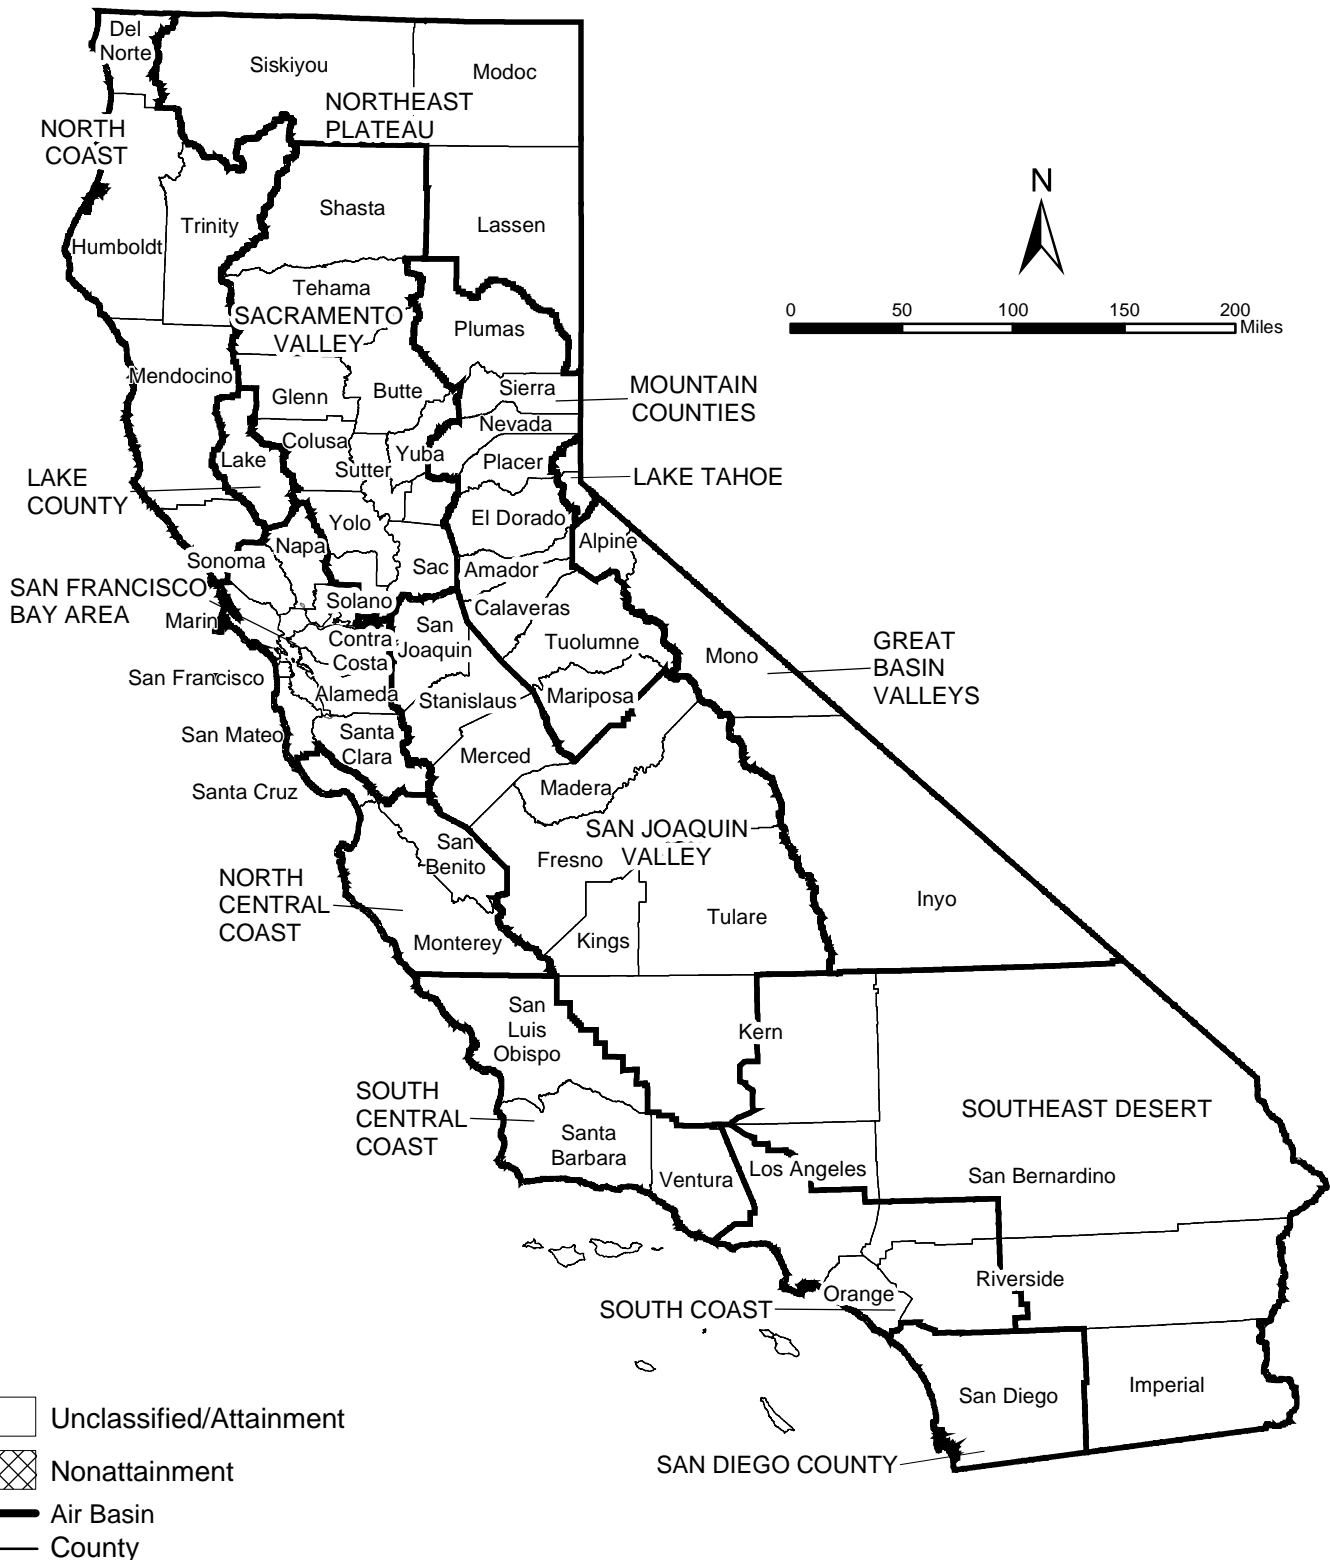 Del
Norte
Siskiyou
Modoc
NORTHEAST
PLATEAU
NORTH
COAST
N
Shasta
Trinity
Lassen
Humboldt
Tehama
SACRAMENTO
VALLEY
Plumas
0 50 100 150 200
Miles
Mendocino
Glenn
Butte
Sierra
MOUNTAIN
COUNTIES
Nevada
Colusa
Yuba
Lake
Sutter
Placer
LAKE
COUNTY
LAKE TAHOE
Yolo
El Dorado
Napa
Alpine
Sonoma
Sac
Amador
SAN FRANCISCO
BAY AREA
Solano
Marin
Calaveras
San
Joaquin
Contra
Costa
Tuolumne
Mono
GREAT
BASIN
VALLEYS
San Francisco
Alameda
Stanislaus
Mariposa
San Mateo
Santa
Clara
Merced
Santa Cruz
Madera
SAN JOAQUIN
VALLEY
San
Benito
Fresno
NORTH
CENTRAL
COAST
Inyo
Tulare
Monterey
Kings
San
Luis
Obispo
Kern
SOUTH
CENTRAL
COAST
SOUTHEAST DESERT
Santa
Barbara
Los Angeles
San Bernardino
Ventura
Riverside
Orange
SOUTH COAST
San Diego
Imperial
SAN DIEGO COUNTY
Unclassified/Attainment
Nonattainment
Air Basin
County